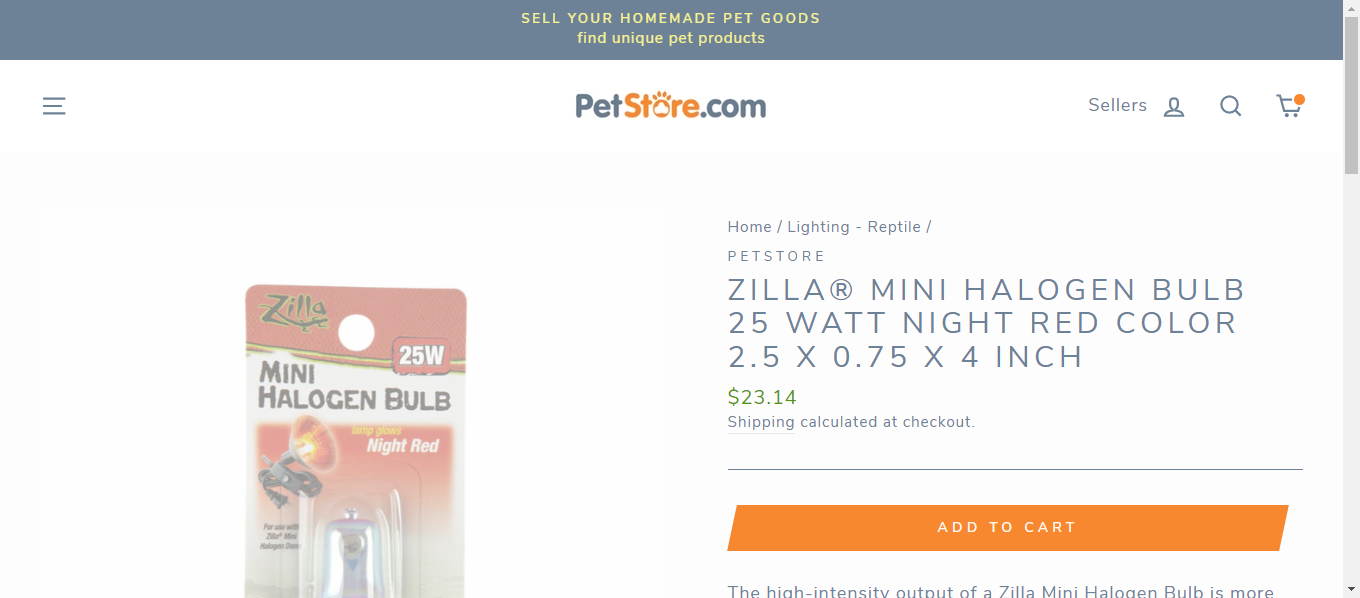 SELL YOUR HOMEMADE PET GOODS
find unique pet products
PetStore.com
Sellers
Home / Lighting - Reptile /
PETSTORE
ZILLA® MINI HALOGEN BULB
25 WATT NIGHT RED COLOR
2.5 X 0.75 X 4 INCH
$23.14
Shipping calculated at checkout.
ADD TO CART
The high-intensity output of a Zilla Mini Halogen Bulb is more
Zilla
25W
MINI
HALOGEN BULB
lamp glows
Night Red
For use with
Zilla® Mini
Halogen Dome